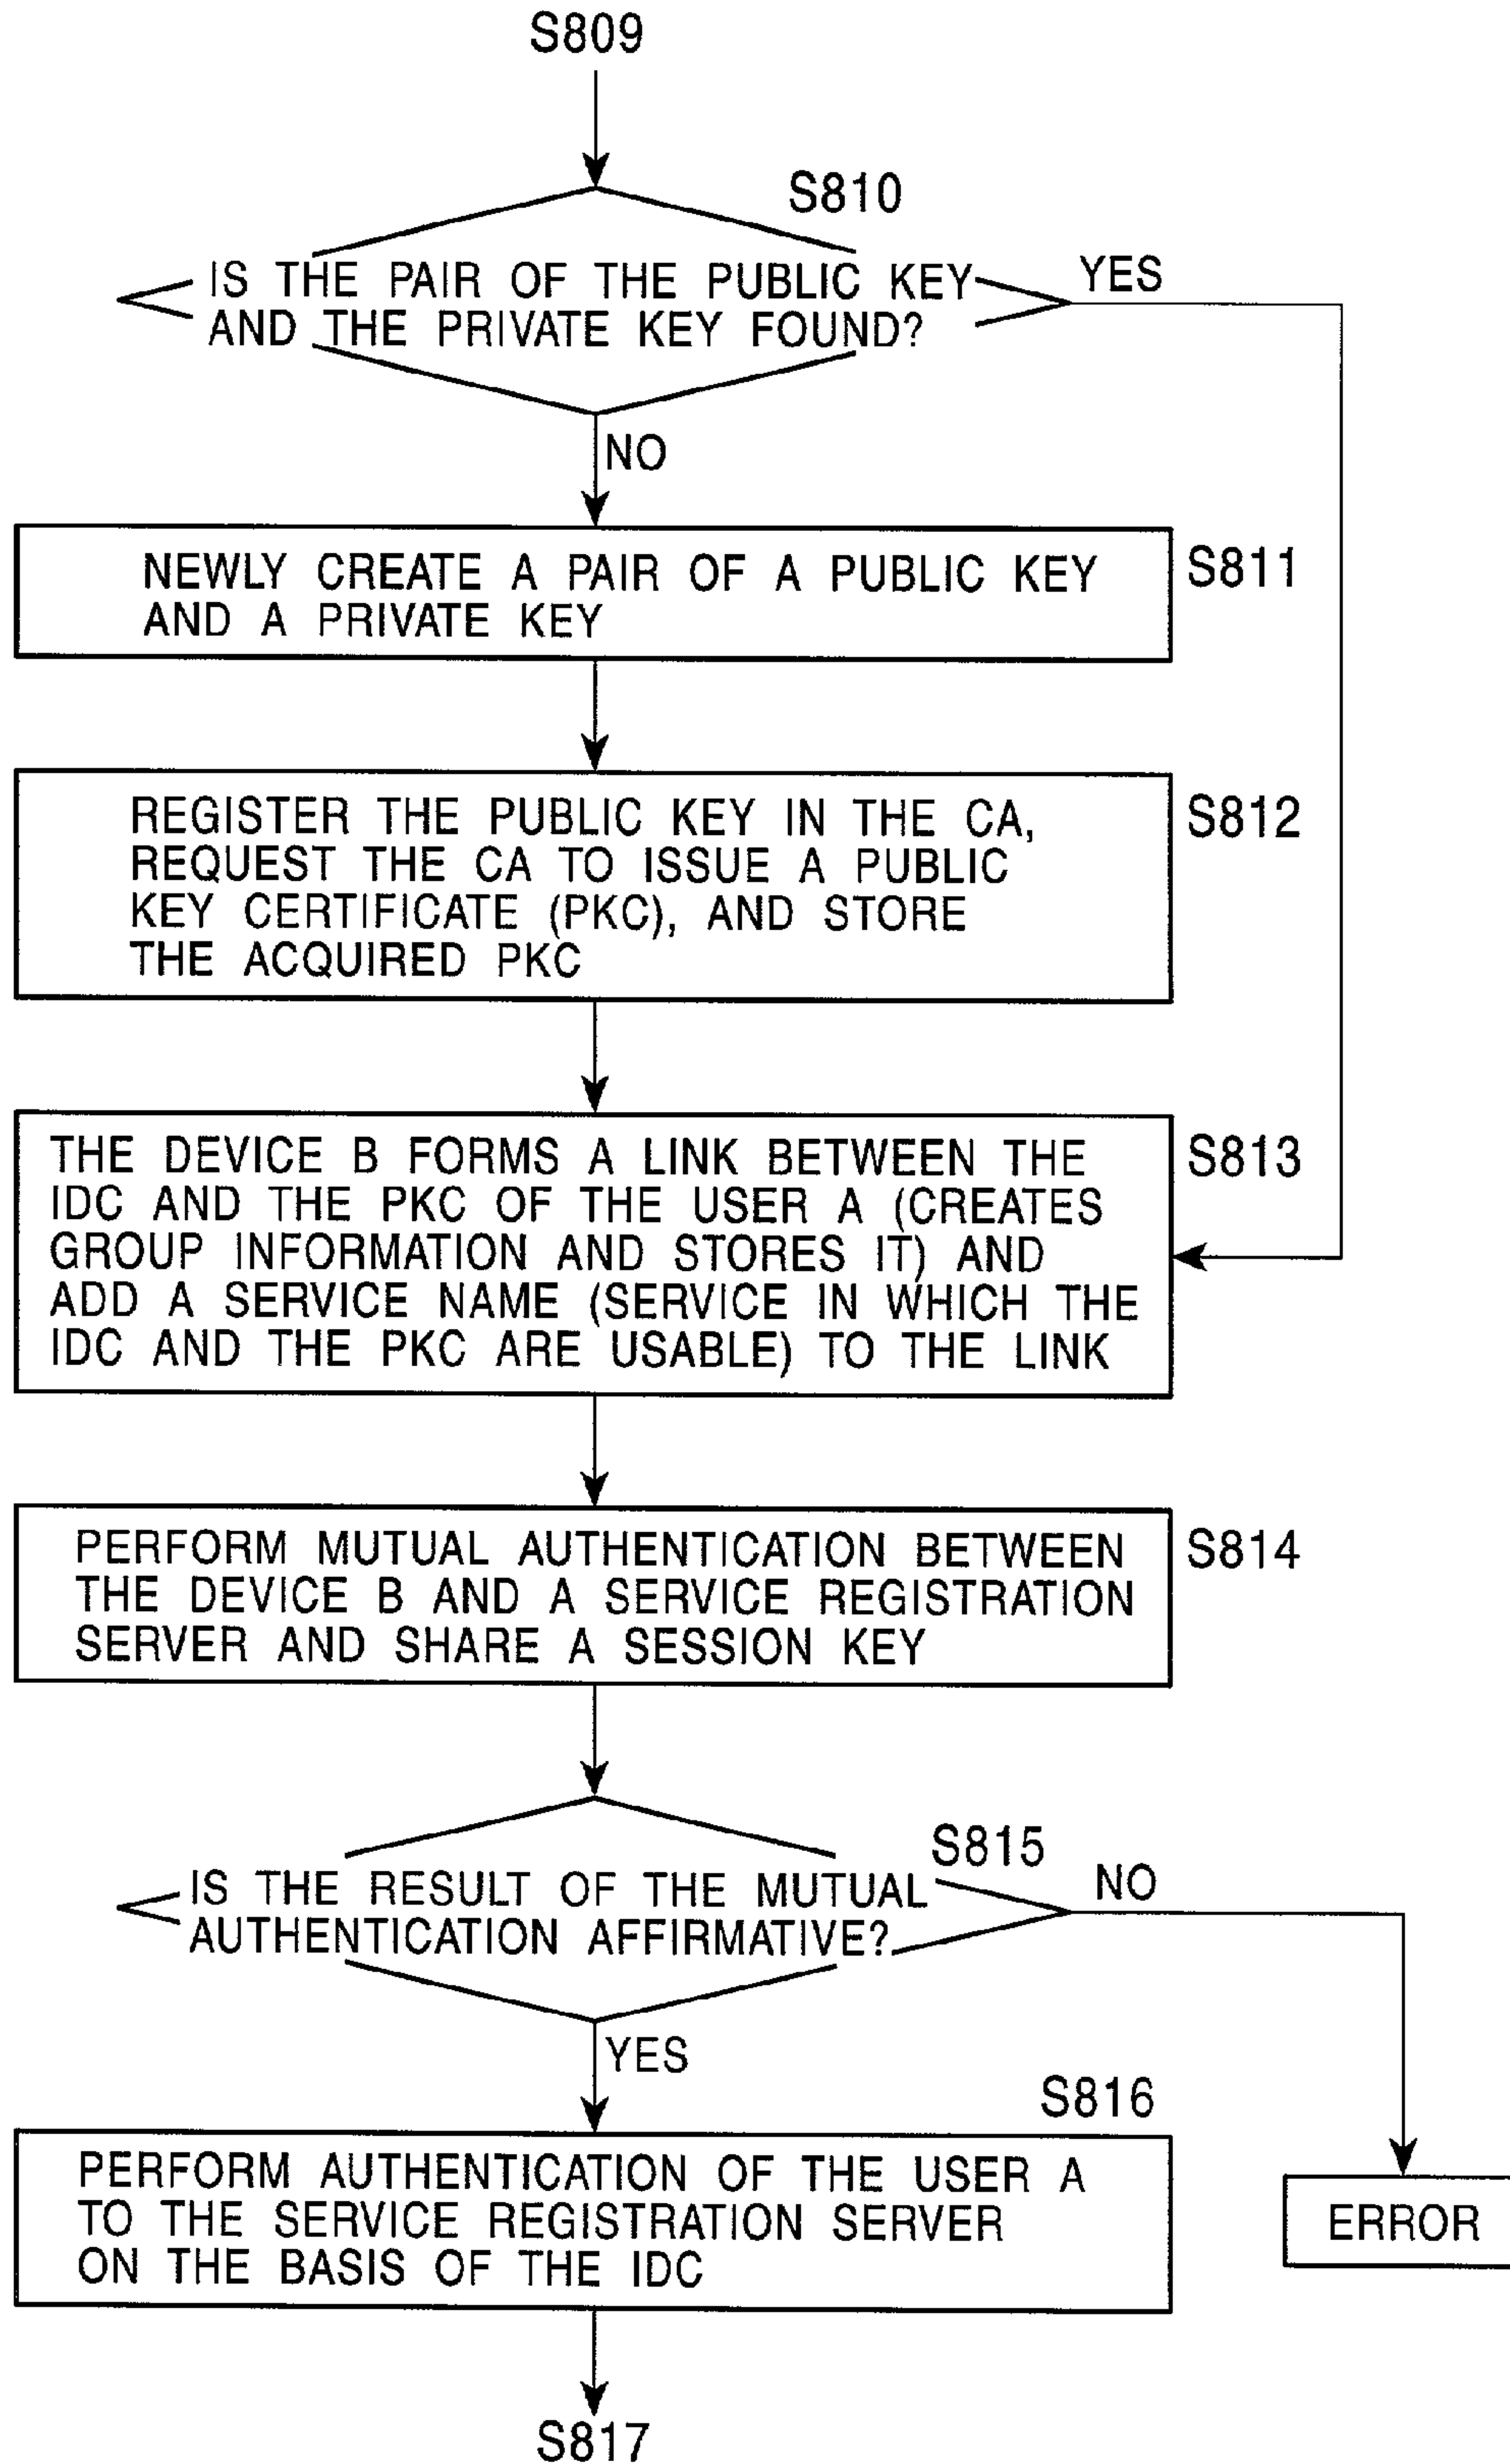 S809
S810
IS THE PAIR OF THE PUBLIC KEY
AND THE PRIVATE KEY FOUND?
YES
NO
NEWLY CREATE A PAIR OF A PUBLIC KEY
AND A PRIVATE KEY
S811
REGISTER THE PUBLIC KEY IN THE CA,
REQUEST THE CA TO ISSUE A PUBLIC
KEY CERTIFICATE (PKC), AND STORE
THE ACQUIRED PKC
S812
THE DEVICE B FORMS A LINK BETWEEN THE
IDC AND THE PKC OF THE USER A (CREATES
GROUP INFORMATION AND STORES IT) AND
ADD A SERVICE NAME (SERVICE IN WHICH THE
IDC AND THE PKC ARE USABLE) TO THE LINK
S813
PERFORM MUTUAL AUTHENTICATION BETWEEN
THE DEVICE B AND A SERVICE REGISTRATION
SERVER AND SHARE A SESSION KEY
S814
S815
IS THE RESULT OF THE MUTUAL
AUTHENTICATION AFFIRMATIVE?
NO
YES
S816
PERFORM AUTHENTICATION OF THE USER A
TO THE SERVICE REGISTRATION SERVER
ON THE BASIS OF THE IDC
ERROR
S817